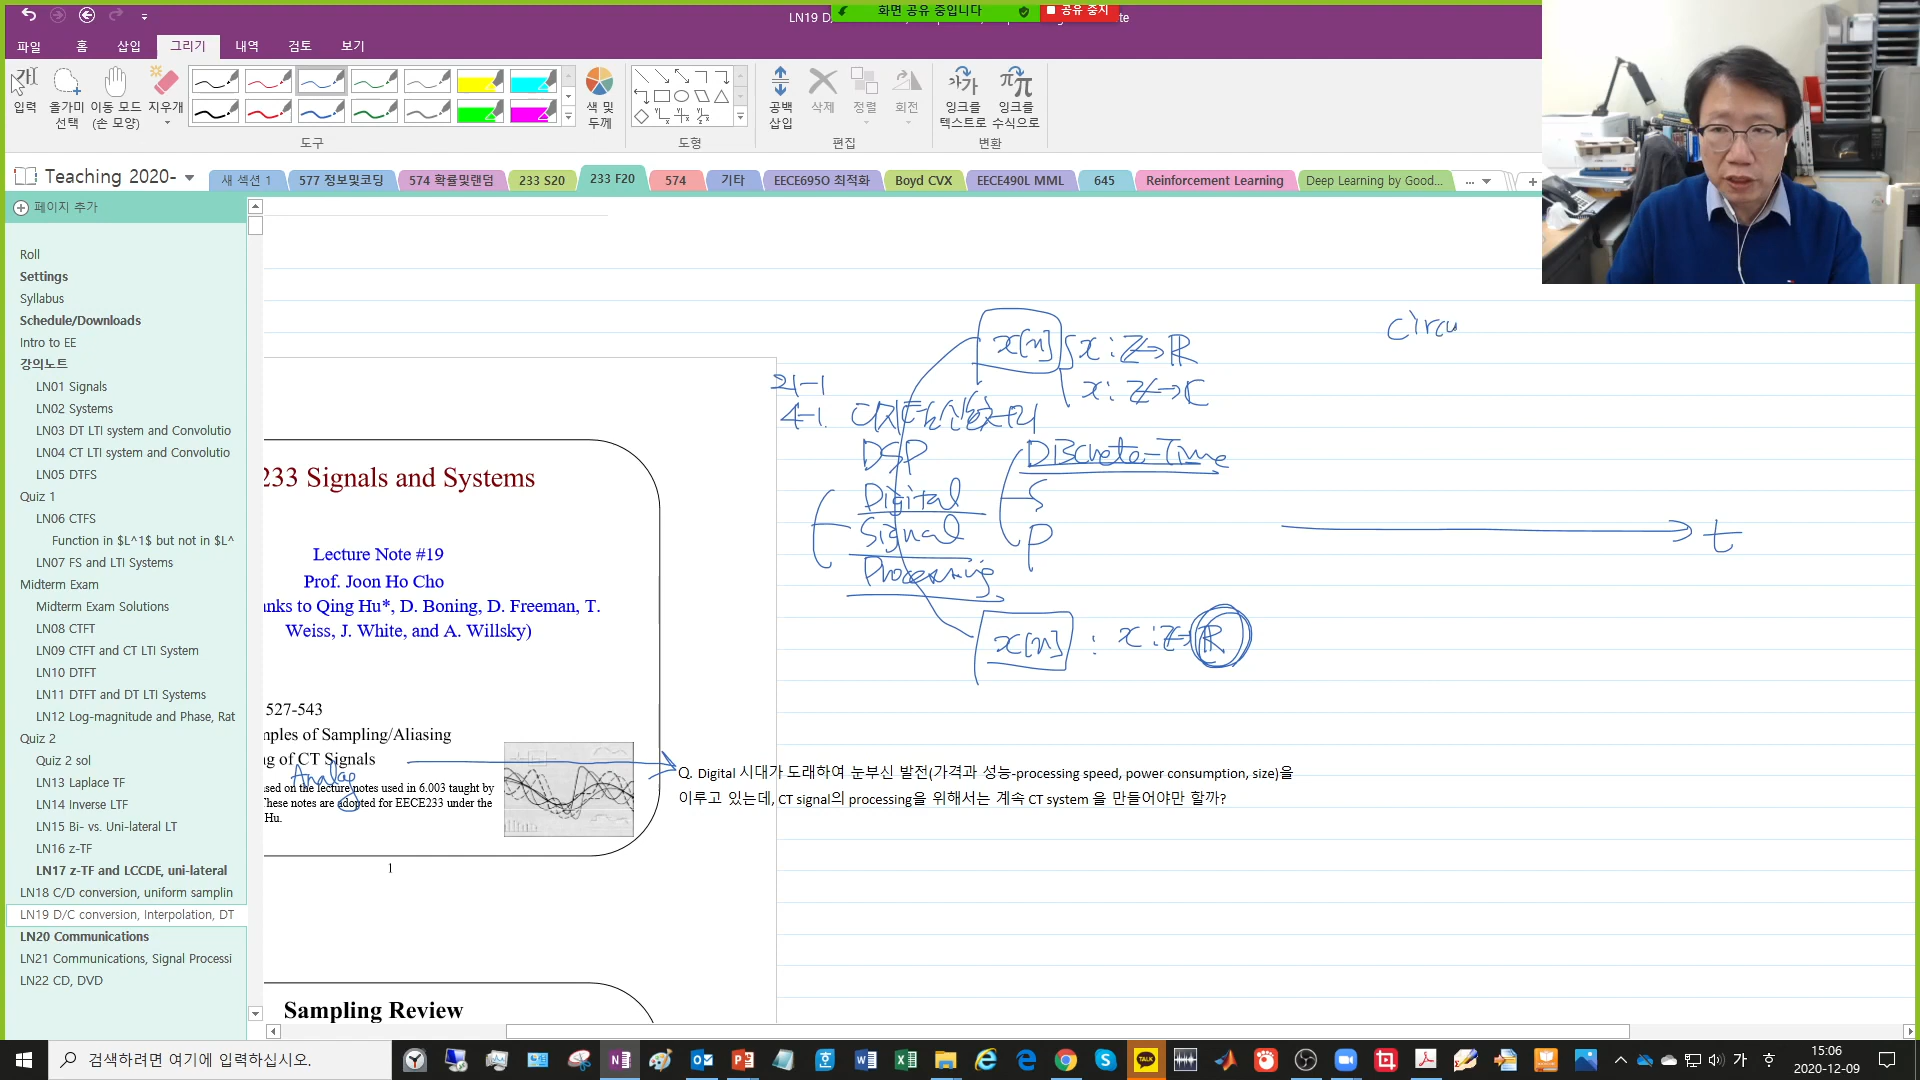 LN19 D
화면 공유 중입니다
공유 중지
te
파일 홈 삽입 그리기 내역 검토 보기
입력
올가미 선택
이동 모드 (손 모양)
지우개
색 및 두께
공백 삽입
삭제
정렬
회전
잉크를 텍스트로
잉크를 수식으로
도구 도형 편집 변환
Teaching 2020-
새 섹션 1 577 정보및코딩 574 확률및랜덤 233 S20 233 F20 574 기타 EECE695O 최적화 Boyd CVX EECE490L MML 645 Reinforcement Learning Deep Learning by Good... ...
페이지 추가
Roll
Settings
Syllabus
Schedule/Downloads
Intro to EE
강의노트
LN01 Signals
LN02 Systems
LN03 DT LTI system and Convolutio
LN04 CT LTI system and Convolutio
LN05 DTFS
Quiz 1
LN06 CTFS
Function in $L^1$ but not in $L^
LN07 FS and LTI Systems
Midterm Exam
Midterm Exam Solutions
LN08 CTFT
LN09 CTFT and CT LTI System
LN10 DTFT
LN11 DTFT and DT LTI Systems
LN12 Log-magnitude and Phase, Rat
Quiz 2
Quiz 2 sol
LN13 Laplace TF
LN14 Inverse LTF
LN15 Bi- vs. Uni-lateral LT
LN16 z-TF
LN17 z-TF and LCCDE, uni-lateral
LN18 C/D conversion, uniform samplin
LN19 D/C conversion, Interpolation, DT
LN20 Communications
LN21 Communications, Signal Processi
LN22 CD, DVD
x[n] x : Z→R
x : Z→C
Circu
4-1. 디지털신호처리
DSP
Discrete-Time
Digital S
Signal P
Processing
t
x[n] : x : Z→R
233 Signals and Systems
Lecture Note #19
Prof. Joon Ho Cho
anks to Qing Hu*, D. Boning, D. Freeman, T.
Weiss, J. White, and A. Willsky)
527-543
mples of Sampling/Aliasing
ng of CT Signals
Analog
sed on the lecture notes used in 6.003 taught by
These notes are adopted for EECE233 under the
Hu.
1
Q. Digital 시대가 도래하여 눈부신 발전(가격과 성능-processing speed, power consumption, size)을
이루고 있는데, CT signal의 processing을 위해서는 계속 CT system 을 만들어야만 할까?
Sampling Review
검색하려면 여기에 입력하십시오.
TALK
가
15:06
2020-12-09